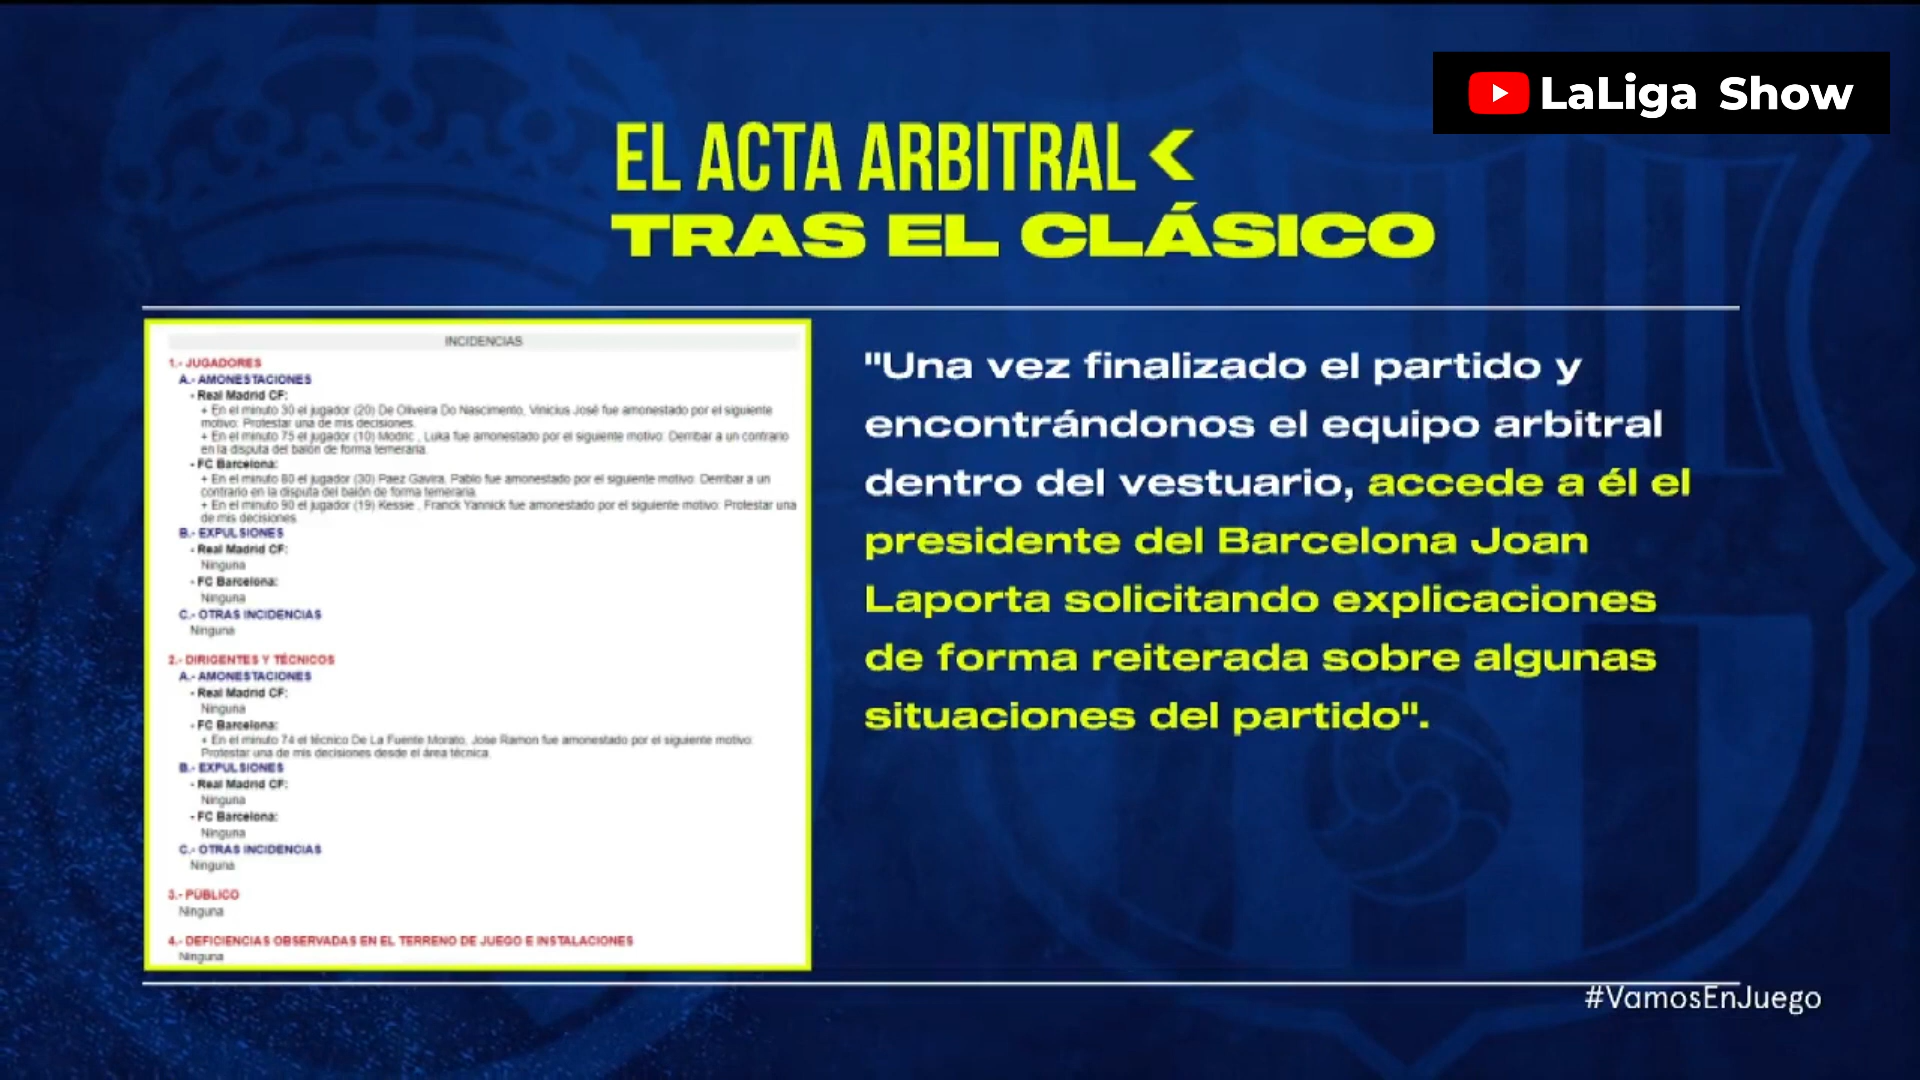 LaLiga Show
EL ACTA ARBITRAL
TRAS EL CLÁSICO
INCIDENCIAS
1.- JUGADORES
A.- AMONESTACIONES
- Real Madrid CF:
+ En el minuto 30 el jugador (20) De Oliveira Do Nascimento, Vinicius José fue amonestado por el siguiente
motivo: Protestar una de mis decisiones.
+ En el minuto 75 el jugador (10) Modric , Luka fue amonestado por el siguiente motivo: Derribar a un contrario
en la disputa del balón de forma temeraria.
- FC Barcelona:
+ En el minuto 80 el jugador (30) Paez Gavira, Pablo fue amonestado por el siguiente motivo: Derribar a un
contrario en la disputa del balón de forma temeraria.
+ En el minuto 90 el jugador (19) Kessie , Franck Yannick fue amonestado por el siguiente motivo: Protestar una
de mis decisiones.
B.- EXPULSIONES
- Real Madrid CF:
Ninguna
- FC Barcelona:
Ninguna
C.- OTRAS INCIDENCIAS
Ninguna
2.- DIRIGENTES Y TÉCNICOS
A.- AMONESTACIONES
- Real Madrid CF:
Ninguna
- FC Barcelona:
+ En el minuto 74 el técnico De La Fuente Morato, Jose Ramon fue amonestado por el siguiente motivo:
Protestar una de mis decisiones desde el área técnica.
B.- EXPULSIONES
- Real Madrid CF:
Ninguna
- FC Barcelona:
Ninguna
C.- OTRAS INCIDENCIAS
Ninguna
3.- PÚBLICO
Ninguna
4.- DEFICIENCIAS OBSERVADAS EN EL TERRENO DE JUEGO E INSTALACIONES
Ninguna
"Una vez finalizado el partido y
encontrándonos el equipo arbitral
dentro del vestuario, accede a él el
presidente del Barcelona Joan
Laporta solicitando explicaciones
de forma reiterada sobre algunas
situaciones del partido".
#VamosEnJuego